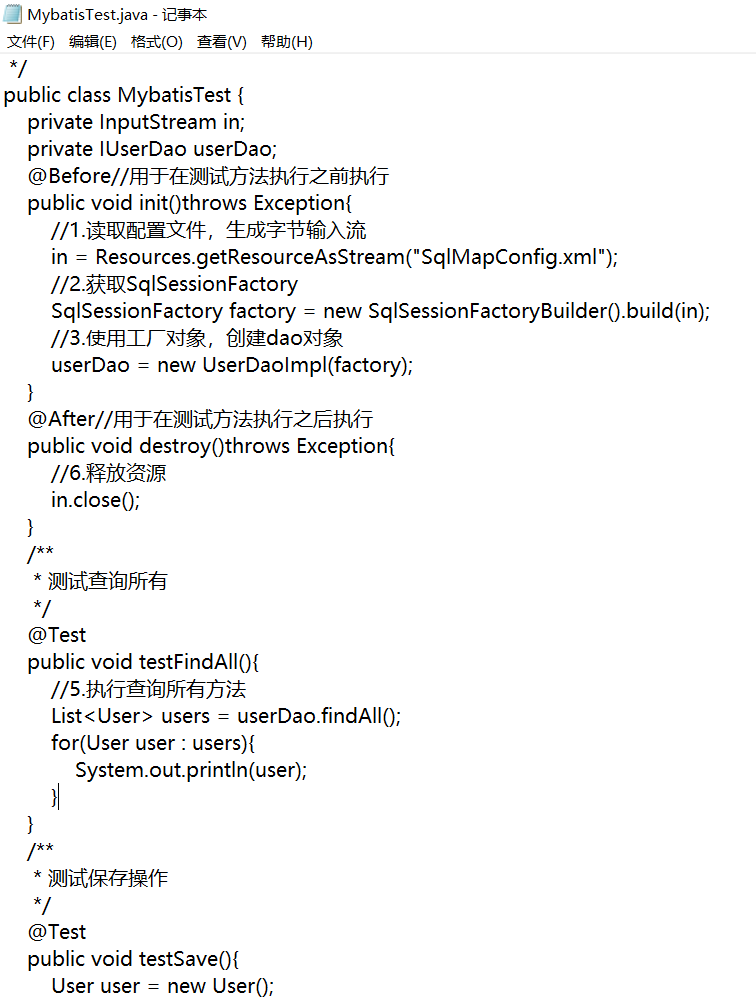 MybatisTest.java - 记事本
文件(F) 编辑(E) 格式(O) 查看(V) 帮助(H)
 */
public class MybatisTest {
    private InputStream in;
    private IUserDao userDao;
    @Before//用于在测试方法执行之前执行
    public void init()throws Exception{
        //1.读取配置文件，生成字节输入流
        in = Resources.getResourceAsStream("SqlMapConfig.xml");
        //2.获取SqlSessionFactory
        SqlSessionFactory factory = new SqlSessionFactoryBuilder().build(in);
        //3.使用工厂对象，创建dao对象
        userDao = new UserDaoImpl(factory);
    }
    @After//用于在测试方法执行之后执行
    public void destroy()throws Exception{
        //6.释放资源
        in.close();
    }
    /**
     * 测试查询所有
     */
    @Test
    public void testFindAll(){
        //5.执行查询所有方法
        List<User> users = userDao.findAll();
        for(User user : users){
            System.out.println(user);
        }
    }
    /**
     * 测试保存操作
     */
    @Test
    public void testSave(){
        User user = new User();